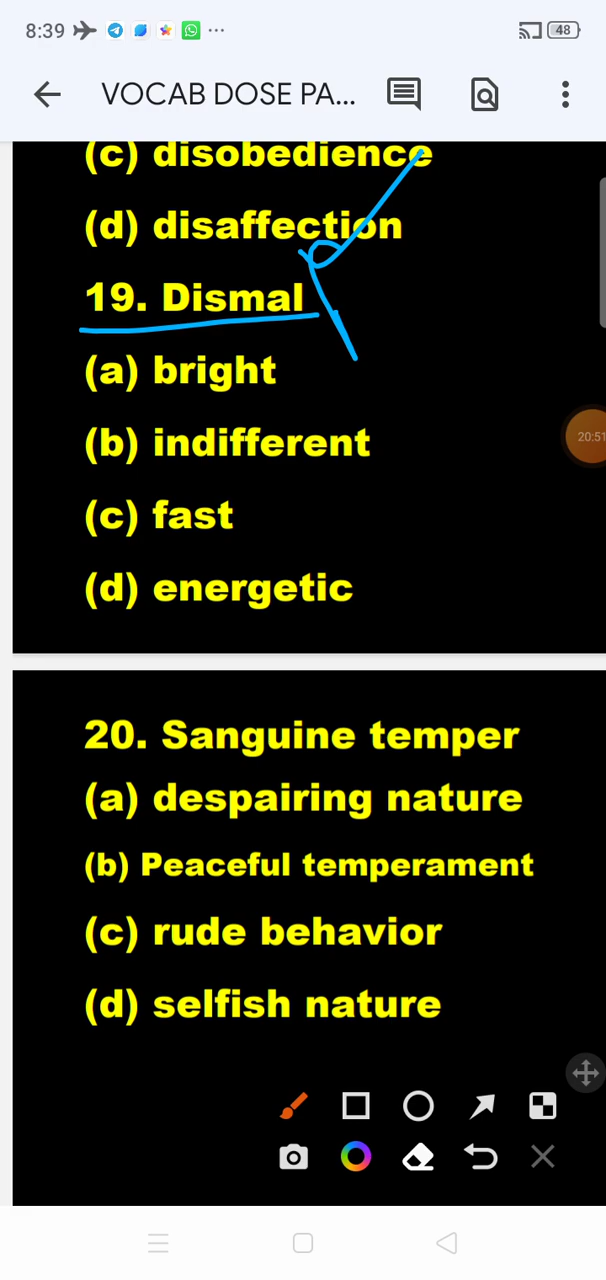 8:39
48
VOCAB DOSE PA...
(c) disobedience
(d) disaffection
19. Dismal
(a) bright
(b) indifferent
(c) fast
20:51
(d) energetic
20. Sanguine temper
(a) despairing nature
(b) Peaceful temperament
(c) rude behavior
(d) selfish nature